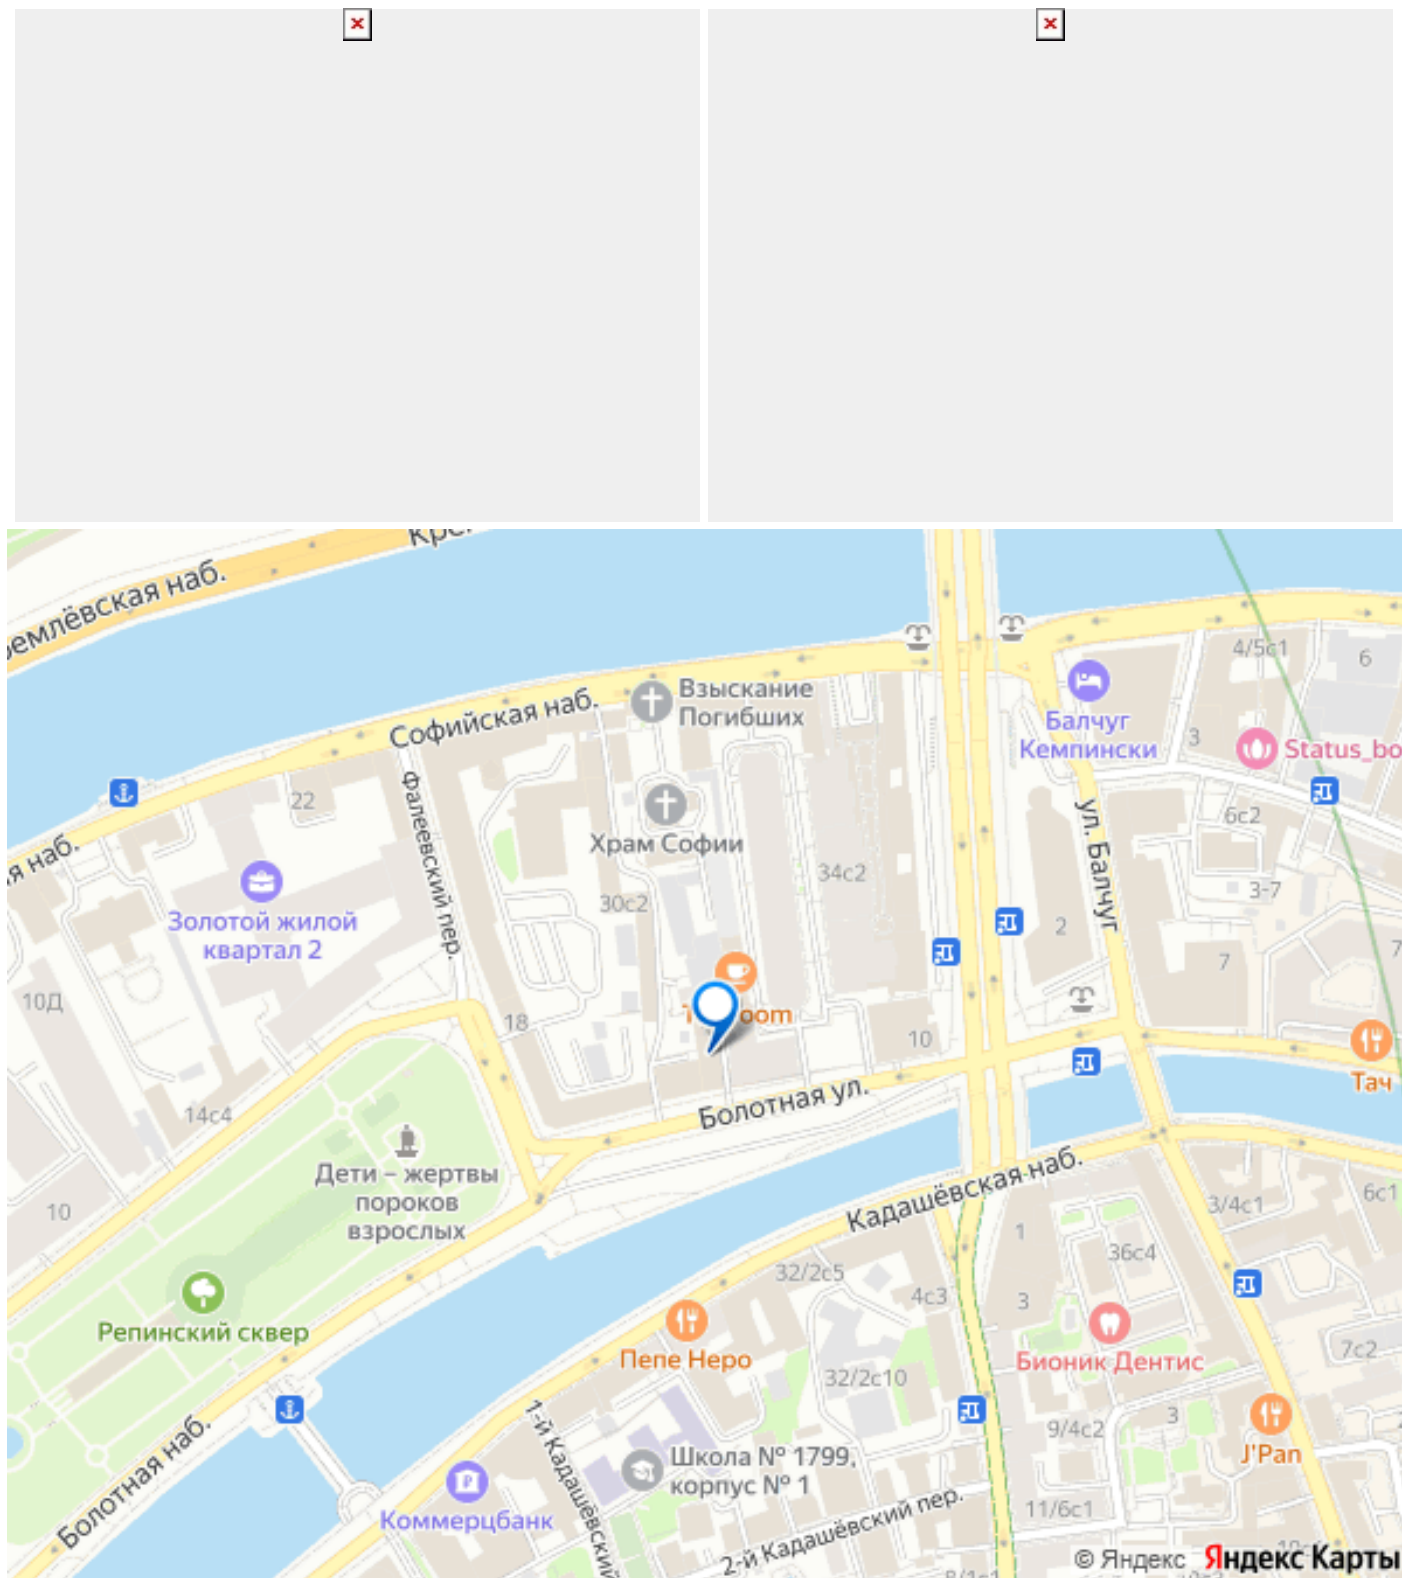 Софийская наб.
Взыскание
Погибших
4/5с1
6
Балчуг
Кемпински
3
Status_bo
22
Фалеевский пер.
Храм Софии
ул. Балчуг
6с2
34с2
3-7
30с2
Золотой жилой
квартал 2
2
7
7
10Д
18
10
Тач
14с4
Болотная ул.
Дети – жертвы
пороков
взрослых
10
Кадашёвская наб.
3/4с1
6с1
1
36с4
32/2с5
4с3
3
Репинский сквер
Пепе Неро
Бионик Дентис
7с2
32/2с10
Болотная наб.
1-й Кадашёвский
9/4с2
3
J'Pan
Школа № 1799,
корпус № 1
Коммерцбанк
2-й Кадашёвский пер.
11/6с1
© Яндекс Яндекс Карты